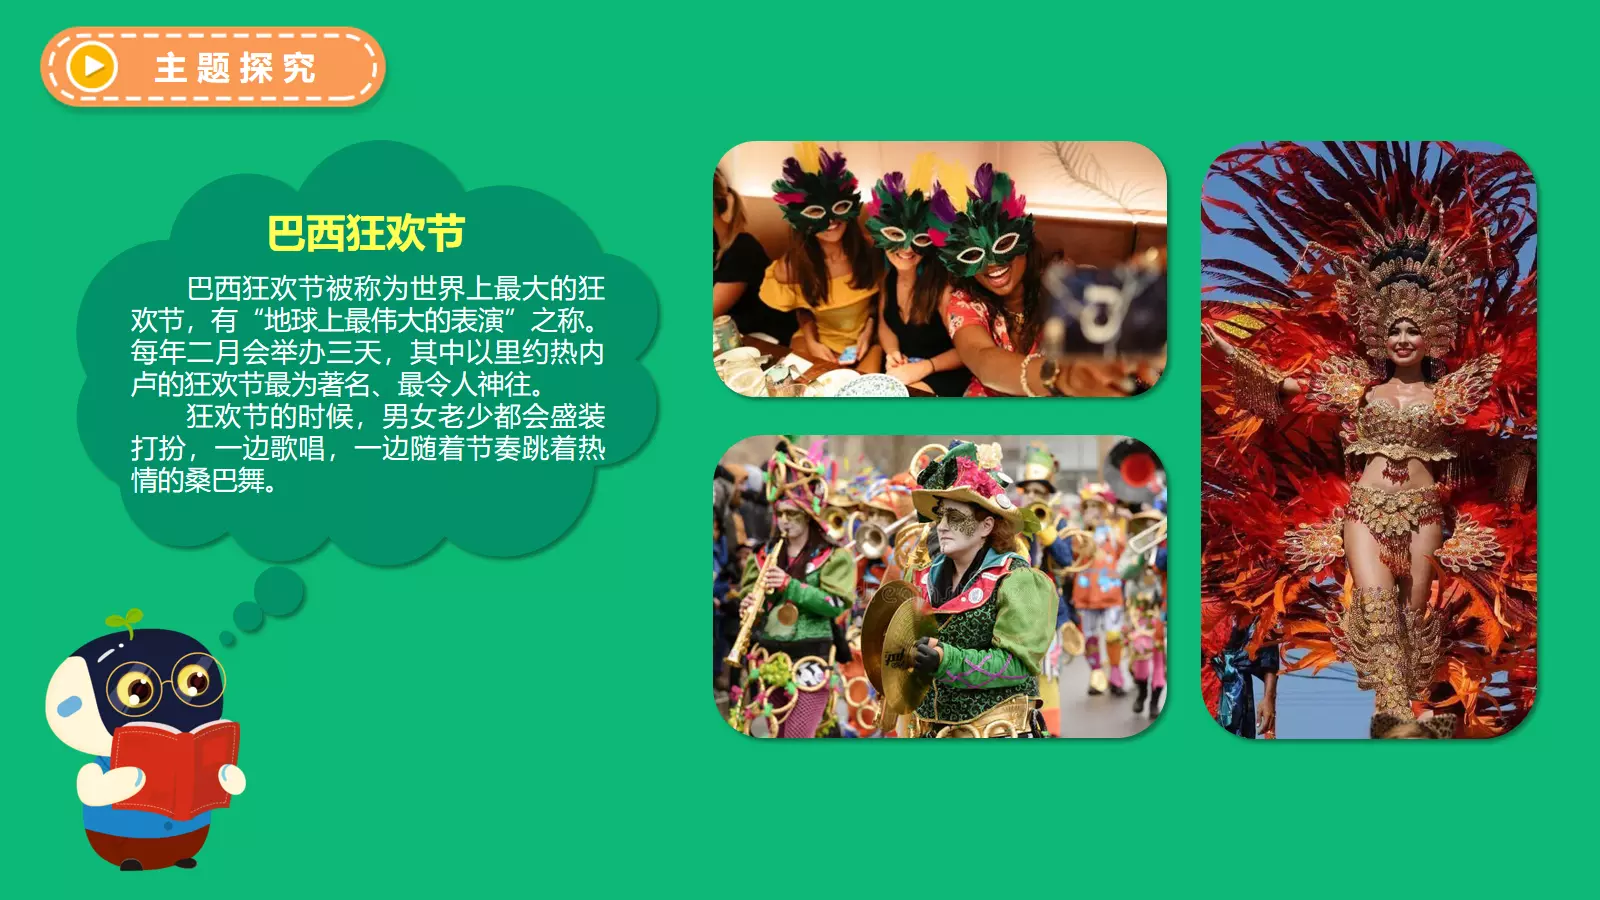 主题探究
巴西狂欢节
巴西狂欢节被称为世界上最大的狂
欢节，有“地球上最伟大的表演”之称。
每年二月会举办三天，其中以里约热内
卢的狂欢节最为著名、最令人神往。
狂欢节的时候，男女老少都会盛装
打扮，一边歌唱，一边随着节奏跳着热
情的桑巴舞。